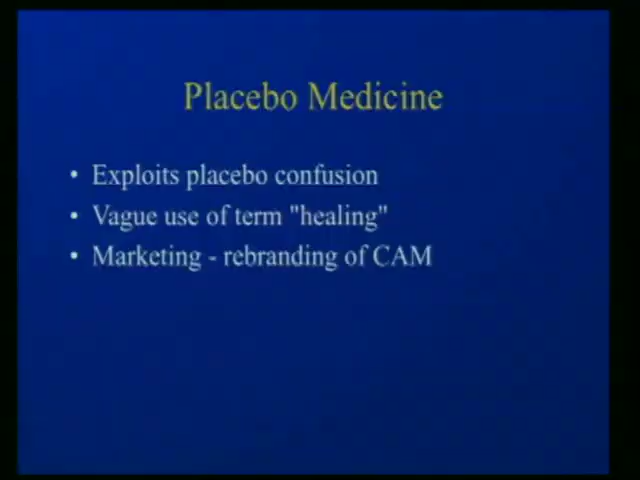 Placebo Medicine
• Exploits placebo confusion
• Vague use of term "healing"
• Marketing - rebranding of CAM